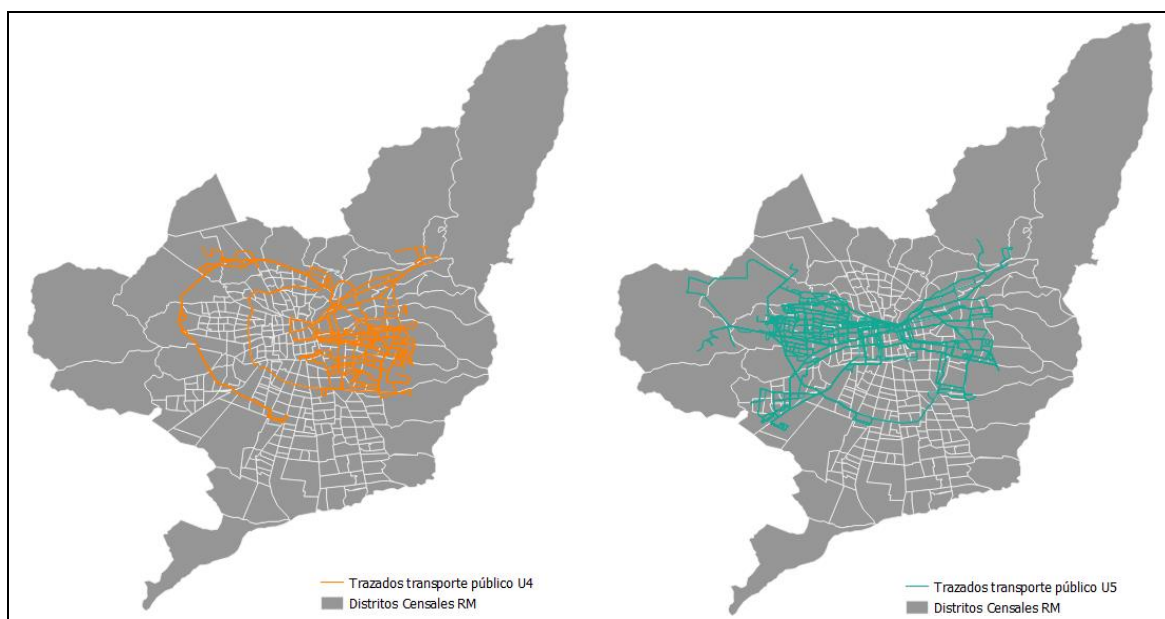 Trazados transporte público U4
Distritos Censales RM
Trazados transporte público U5
Distritos Censales RM